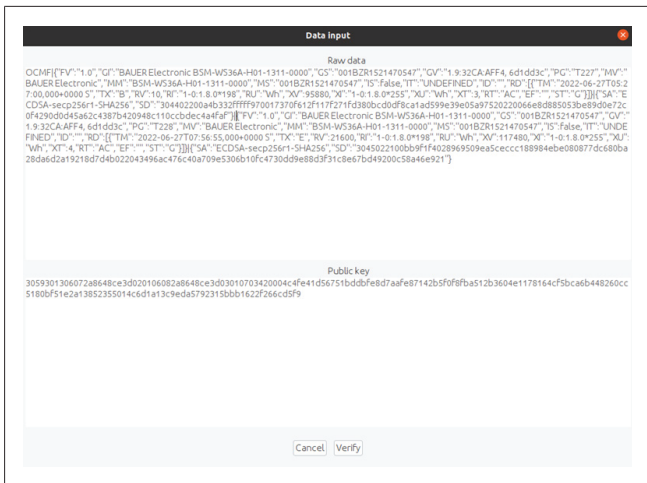 Data input
Raw data
OCMF|{"FV":"1.0","GI":"BAUER Electronic BSM-WS36A-H01-1311-0000","GS":"001BZR1521470547","GV":"1.9:32CA:AFF4, 6d1dd3c","PG":"T227","MV":"
BAUER Electronic","MM":"BSM-WS36A-H01-1311-0000","MS":"001BZR1521470547","IS":false,"IT":"UNDEFINED","ID":"","RD":[{"TM":"2022-06-27T05:2
7:00,000+0000 S","TX":"B","RV":10,"RI":"1-0:1.8.0*198","RU":"Wh","XV":95880,"XI":"1-0:1.8.0*255","XU":"Wh","XT":3,"RT":"AC","EF":"","ST":"G"}]}|{"SA":"E
CDSA-secp256r1-SHA256","SD":"304402200a4b332fffff970017370f612f117f271fd380bcd0df8ca1ad599e39e05a97520220066e8d885053be89d0e72c
0f4290d0d45a62c4387b420948c110ccbdec4a4faf"}|{"FV":"1.0","GI":"BAUER Electronic BSM-WS36A-H01-1311-0000","GS":"001BZR1521470547","GV":"
1.9:32CA:AFF4, 6d1dd3c","PG":"T228","MV":"BAUER Electronic","MM":"BSM-WS36A-H01-1311-0000","MS":"001BZR1521470547","IS":false,"IT":"UNDE
FINED","ID":"","RD":[{"TM":"2022-06-27T07:56:55,000+0000 S","TX":"E","RV":21600,"RI":"1-0:1.8.0*198","RU":"Wh","XV":117480,"XI":"1-0:1.8.0*255","XU":
"Wh","XT":4,"RT":"AC","EF":"","ST":"G"}]}|{"SA":"ECDSA-secp256r1-SHA256","SD":"3045022100bb9f1f4028969509ea5ceccc188984ebe080877dc680ba
28da6d2a19218d7d4b022043496ac476c40a709e5306b10fc4730dd9e88d3f31c8e67bd49200c58a46e921"}
Public key
3059301306072a8648ce3d020106082a8648ce3d03010703420004c4fe41d56751bddbfe8d7aafe87142b5f0f8fba512b3604e1178164cf5bca6b448260cc
5180bf51e2a13852355014c6d1a13c9eda5792315bbb1622f266cd5f9
Cancel Verify